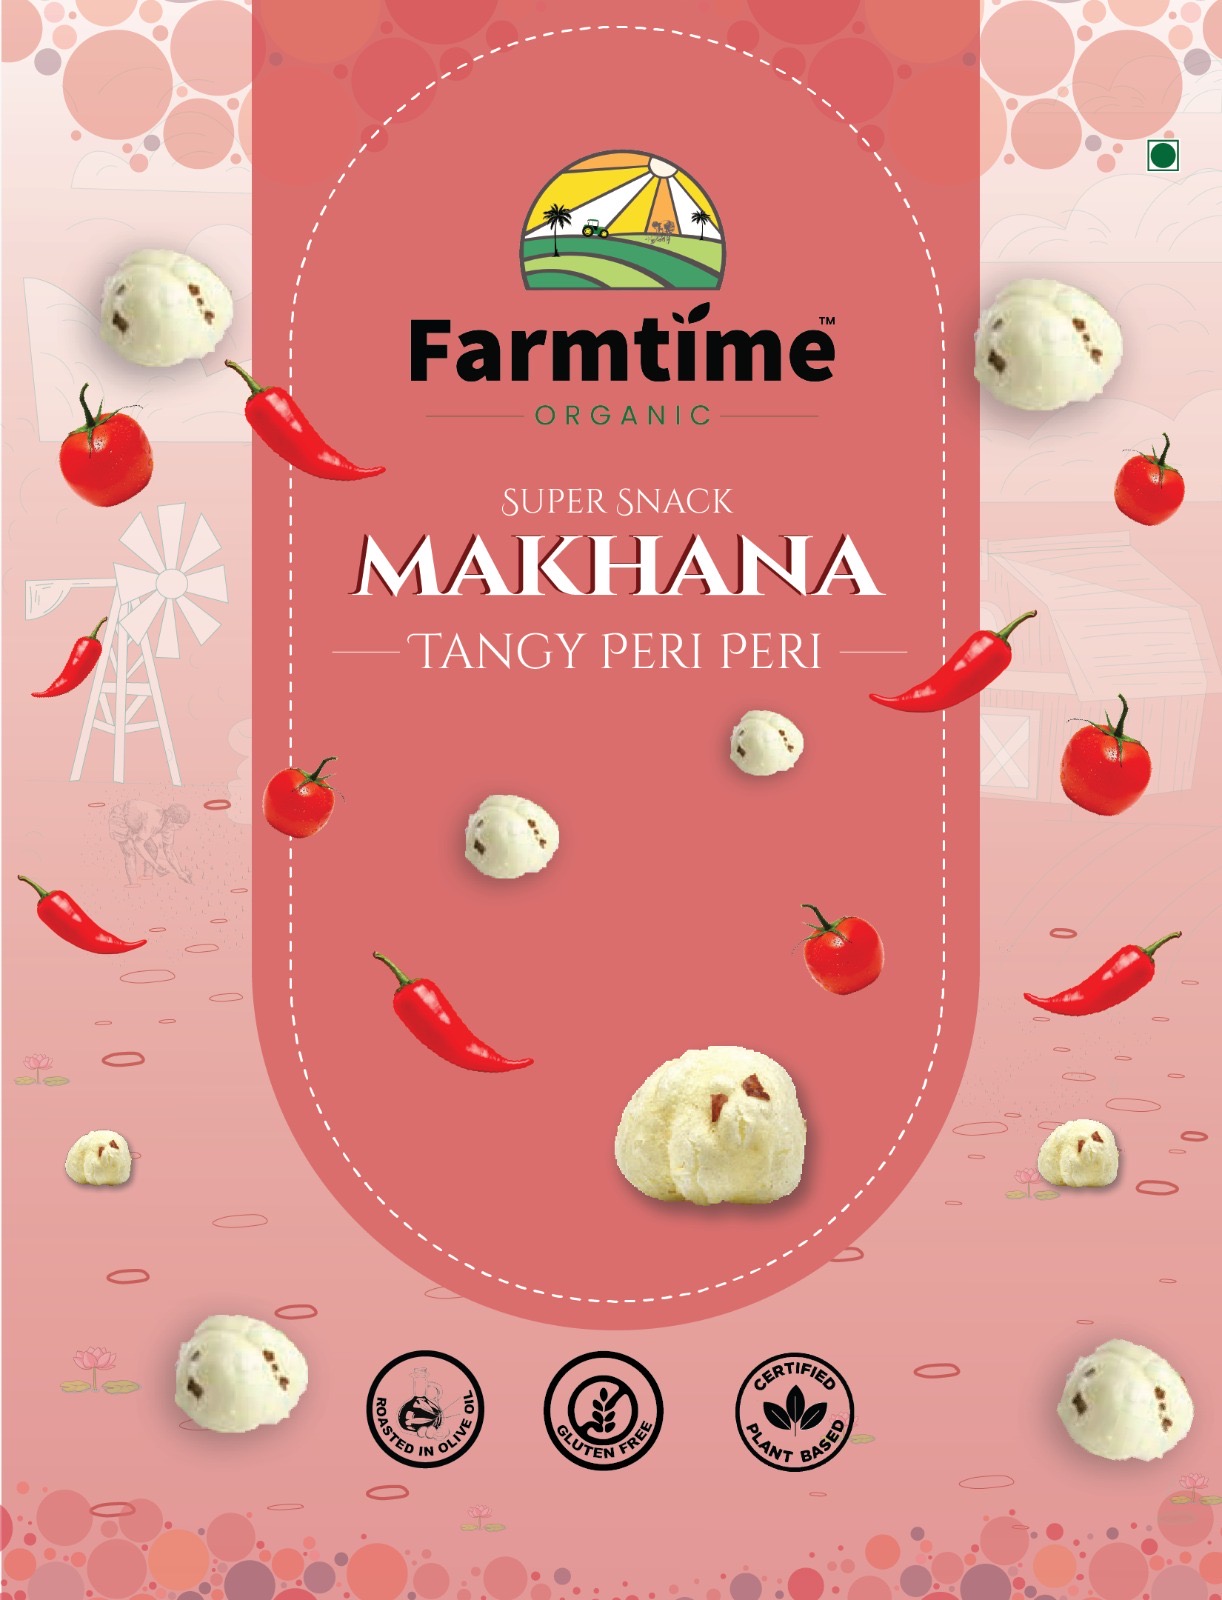 Farmtime™
ORGANIC
SUPER SNACK
MAKHANA
TANGY PERI PERI
ROASTED IN OLIVE OIL
GLUTEN FREE
CERTIFIED
PLANT BASED